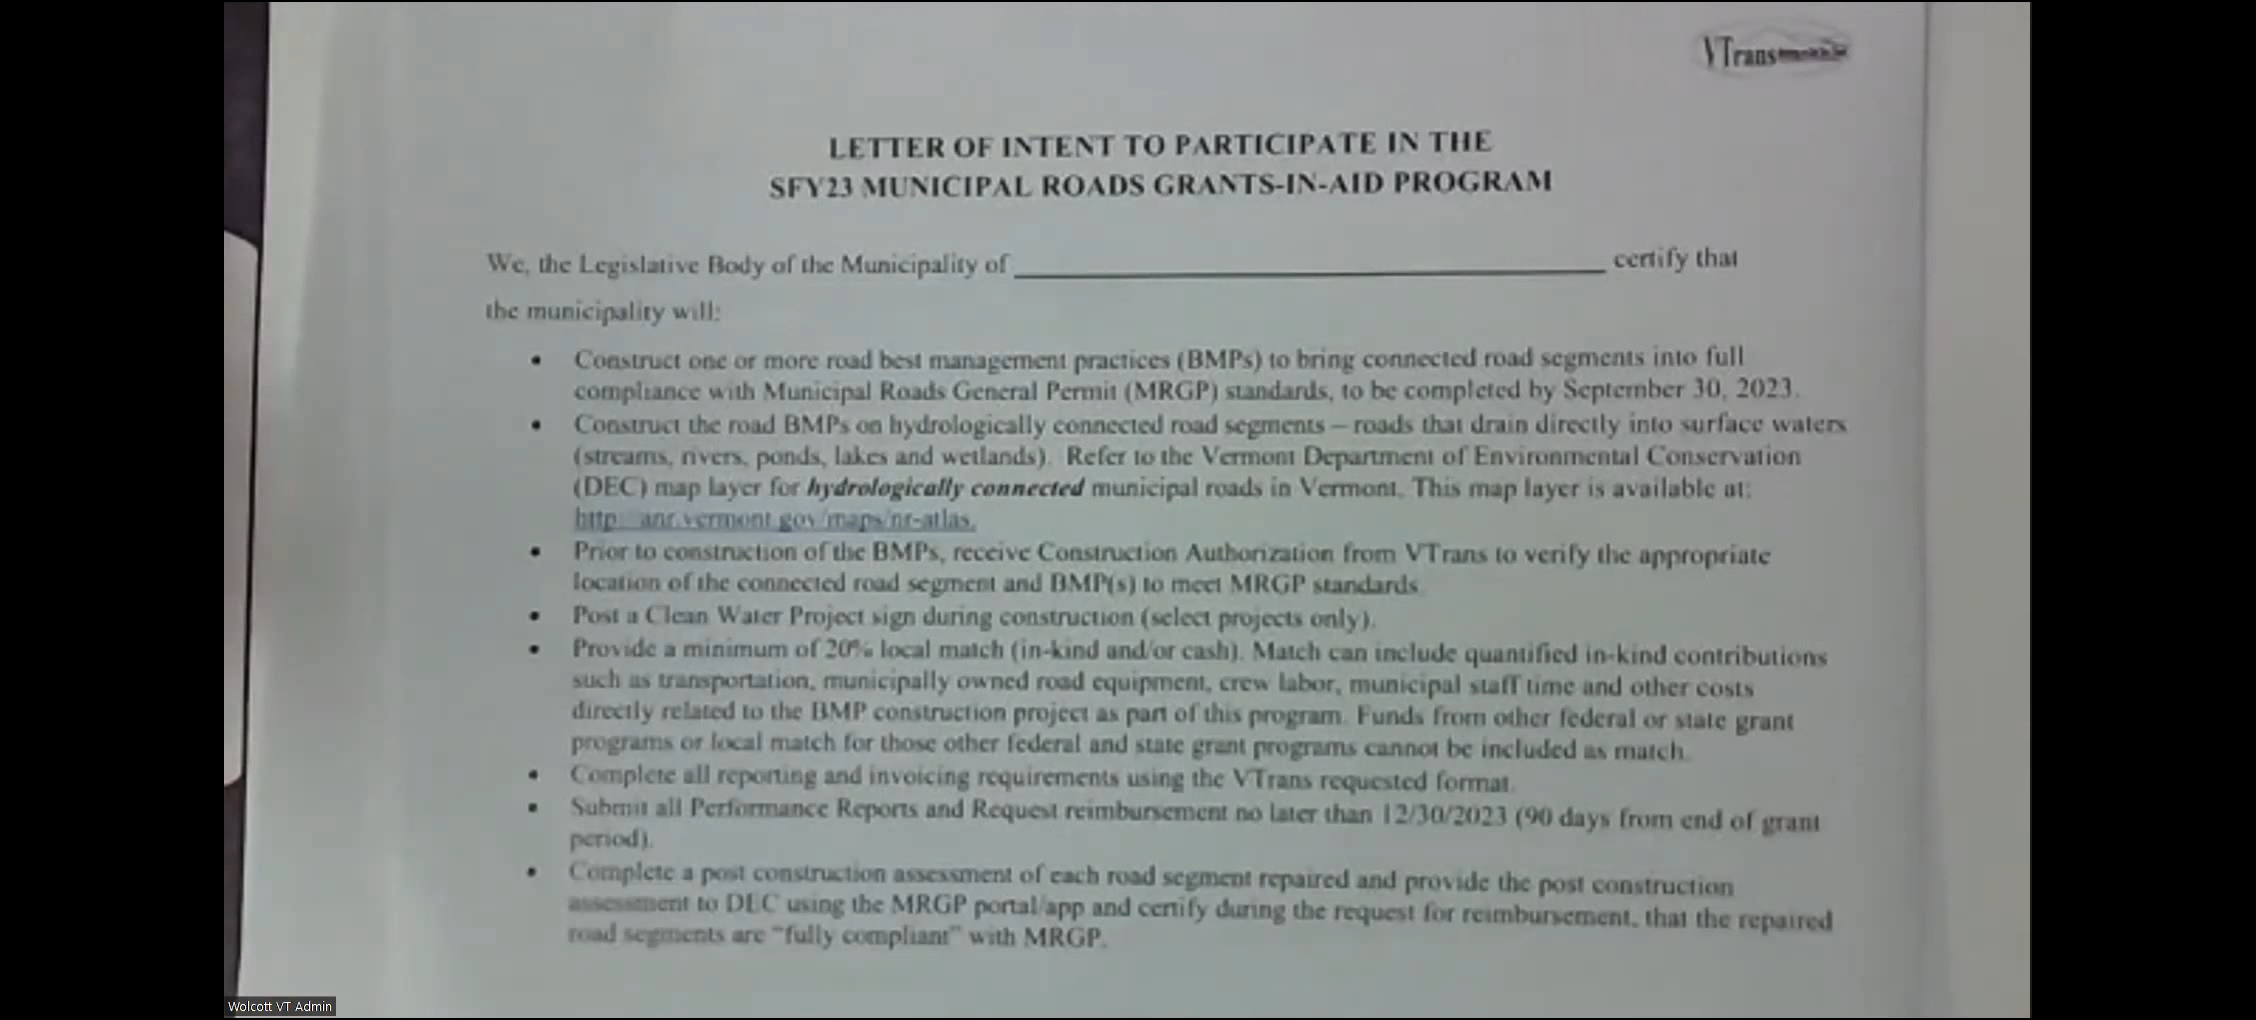 VTrans
LETTER OF INTENT TO PARTICIPATE IN THE
SFY23 MUNICIPAL ROADS GRANTS-IN-AID PROGRAM
We, the Legislative Body of the Municipality of ______ certify that
the municipality will:
• Construct one or more road best management practices (BMPs) to bring connected road segments into full
compliance with Municipal Roads General Permit (MRGP) standards, to be completed by September 30, 2023.
• Construct the road BMPs on hydrologically connected road segments – roads that drain directly into surface waters
(streams, rivers, ponds, lakes and wetlands). Refer to the Vermont Department of Environmental Conservation
(DEC) map layer for hydrologically connected municipal roads in Vermont. This map layer is available at:
http://anr.vermont.gov/maps/nr-atlas.
• Prior to construction of the BMPs, receive Construction Authorization from VTrans to verify the appropriate
location of the connected road segment and BMP(s) to meet MRGP standards.
• Post a Clean Water Project sign during construction (select projects only).
• Provide a minimum of 20% local match (in-kind and/or cash). Match can include quantified in-kind contributions
such as transportation, municipally owned road equipment, crew labor, municipal staff time and other costs
directly related to the BMP construction project as part of this program. Funds from other federal or state grant
programs or local match for those other federal and state grant programs cannot be included as match.
• Complete all reporting and invoicing requirements using the VTrans requested format.
• Submit all Performance Reports and Request reimbursement no later than 12/30/2023 (90 days from end of grant
period).
• Complete a post construction assessment of each road segment repaired and provide the post construction
assessment to DEC using the MRGP portal/app and certify during the request for reimbursement, that the repaired
road segments are "fully compliant" with MRGP.
Wolcott VT Admin